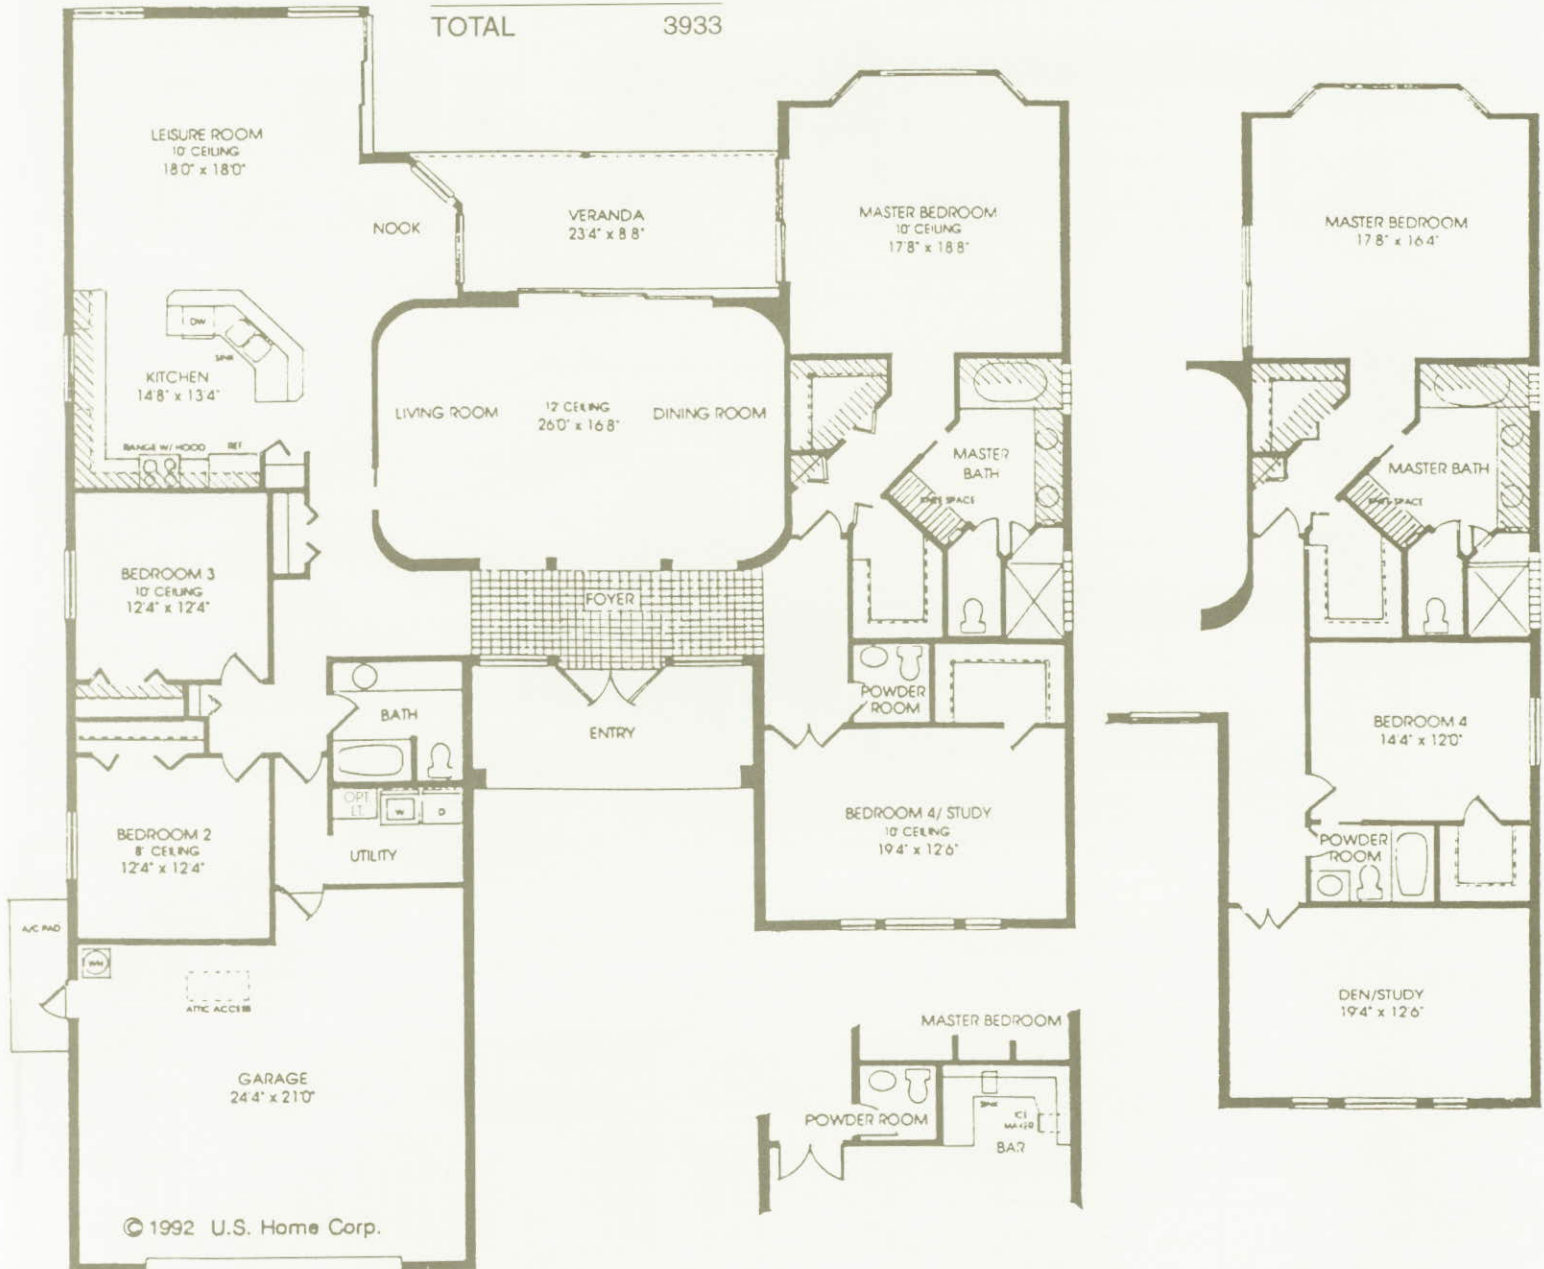 TOTAL 3933
LEISURE ROOM
10' CEILING
18'0" x 18'0"
NOOK
VERANDA
23'4" x 8'8"
MASTER BEDROOM
10' CEILING
17'8" x 18'8"
MASTER BEDROOM
17'8" x 16'4"
DW
SINK
KITCHEN
14'8" x 13'4"
RANGE W/ HOOD
REF
LIVING ROOM
12' CEILING
26'0" x 16'8"
DINING ROOM
MASTER
BATH
KNEE SPACE
MASTER BATH
KNEE SPACE
BEDROOM 3
10' CEILING
12'4" x 12'4"
FOYER
BATH
ENTRY
POWDER
ROOM
BEDROOM 4
14'4" x 12'0"
OPT.
LT.
W
D
UTILITY
BEDROOM 2
8' CEILING
12'4" x 12'4"
BEDROOM 4/ STUDY
10' CEILING
19'4" x 12'6"
POWDER
ROOM
A/C PAD
WH
ATTIC ACCESS
DEN/STUDY
19'4" x 12'6"
GARAGE
24'4" x 21'0"
MASTER BEDROOM
POWDER ROOM
SINK
ICE
MAKER
BAR
© 1992 U.S. Home Corp.